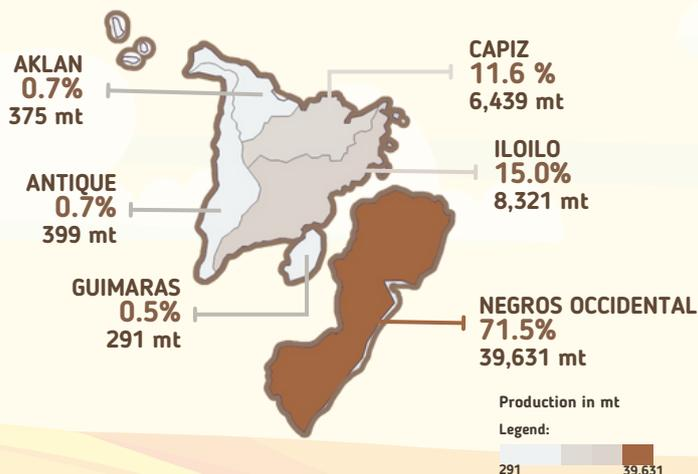 AKLAN
0.7%
375 mt
CAPIZ
11.6 %
6,439 mt
ILOILO
15.0%
8,321 mt
ANTIQUE
0.7%
399 mt
GUIMARAS
0.5%
291 mt
NEGROS OCCIDENTAL
71.5%
39,631 mt
Production in mt
Legend:
291 39,631